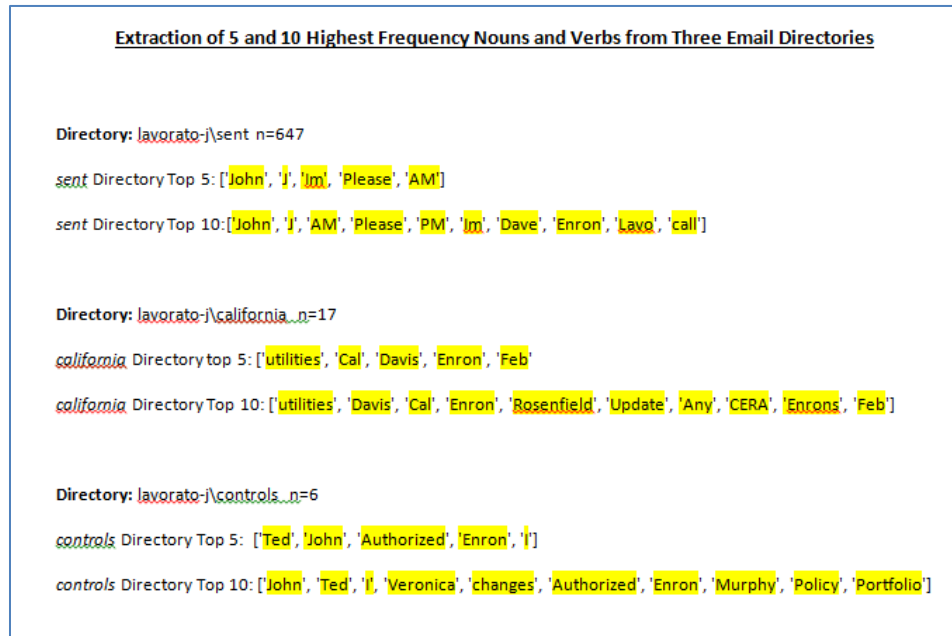 Extraction of 5 and 10 Highest Frequency Nouns and Verbs from Three Email Directories
Directory: lavorato-j\sent n=647
sent Directory Top 5: ['John', 'J', 'Im', 'Please', 'AM']
sent Directory Top 10:['John', 'J', 'AM', 'Please', 'PM', 'Im', 'Dave', 'Enron', 'Lavo', 'call']
Directory: lavorato-j\california n=17
california Directory top 5: ['utilities', 'Cal', 'Davis', 'Enron', 'Feb'
california Directory Top 10: ['utilities', 'Davis', 'Cal', 'Enron', 'Rosenfield', 'Update', 'Any', 'CERA', 'Enrons', 'Feb']
Directory: lavorato-j\controls n=6
controls Directory Top 5: ['Ted', 'John', 'Authorized', 'Enron', 'I']
controls Directory Top 10: ['John', 'Ted', 'I', 'Veronica', 'changes', 'Authorized', 'Enron', 'Murphy', 'Policy', 'Portfolio']